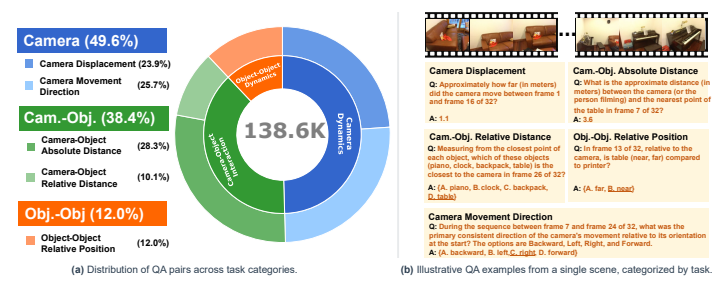 Camera (49.6%)
Camera Displacement (23.9%)
Camera Movement Direction (25.7%)
Cam.-Obj. (38.4%)
Camera-Object Absolute Distance (28.3%)
Camera-Object Relative Distance (10.1%)
Obj.-Obj (12.0%)
Object-Object Relative Position (12.0%)
Object-Object Dynamics
Camera Dynamics
Camera-Object Interaction
138.6K
(a) Distribution of QA pairs across task categories.
...
Camera Displacement
Q: Approximately how far (in meters)
did the camera move between frame 1
and frame 16 of 32?
A: 1.1
Cam.-Obj. Absolute Distance
Q: What is the approximate distance (in
meters) between the camera (or the
person filming) and the nearest point of
the table in frame 7 of 32?
A: 3.6
Cam.-Obj. Relative Distance
Q: Measuring from the closest point of
each object, which of these objects
(piano, clock, backpack, table) is the
closest to the camera in frame 26 of 32?
A: {A. piano, B.clock, C. backpack,
D. table}
Obj.-Obj. Relative Position
Q: In frame 13 of 32, relative to the
camera, is table (near, far) compared
to printer?
A: {A. far, B. near}
Camera Movement Direction
Q: During the sequence between frame 7 and frame 24 of 32, what was the
primary consistent direction of the camera's movement relative to its orientation
at the start? The options are Backward, Left, Right, and Forward.
A: {A. backward, B. left,C. right, D. forward}
(b) Illustrative QA examples from a single scene, categorized by task.